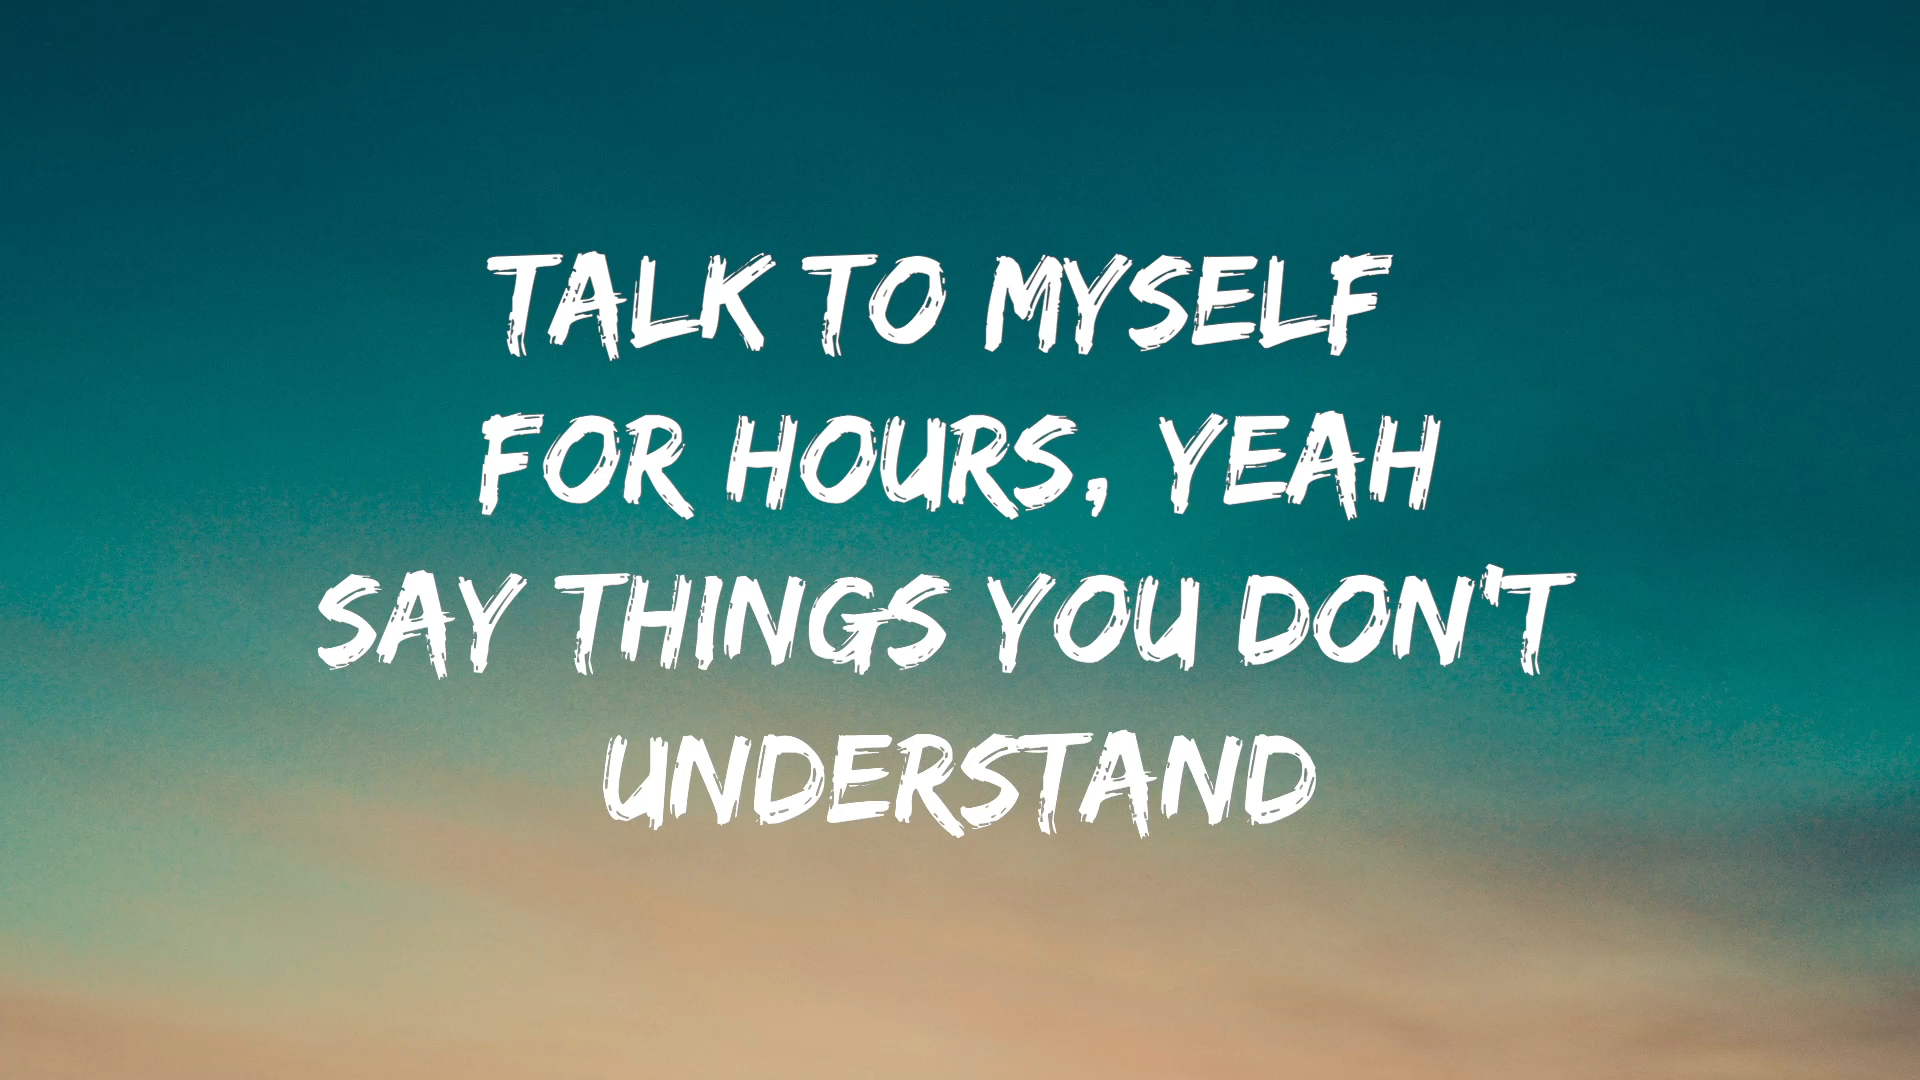 TALK TO MYSELF
FOR HOURS, YEAH
SAY THINGS YOU DON'T
UNDERSTAND